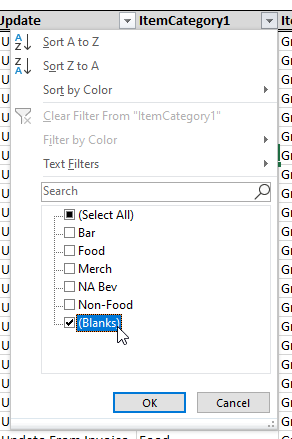 Update ItemCategory1 It
Sort A to Z
Sort Z to A
Sort by Color
Clear Filter From "ItemCategory1"
Filter by Color
Text Filters
Search
(Select All)
Bar
Food
Merch
NA Bev
Non-Food
(Blanks)
OK Cancel
Update From Invoice Food